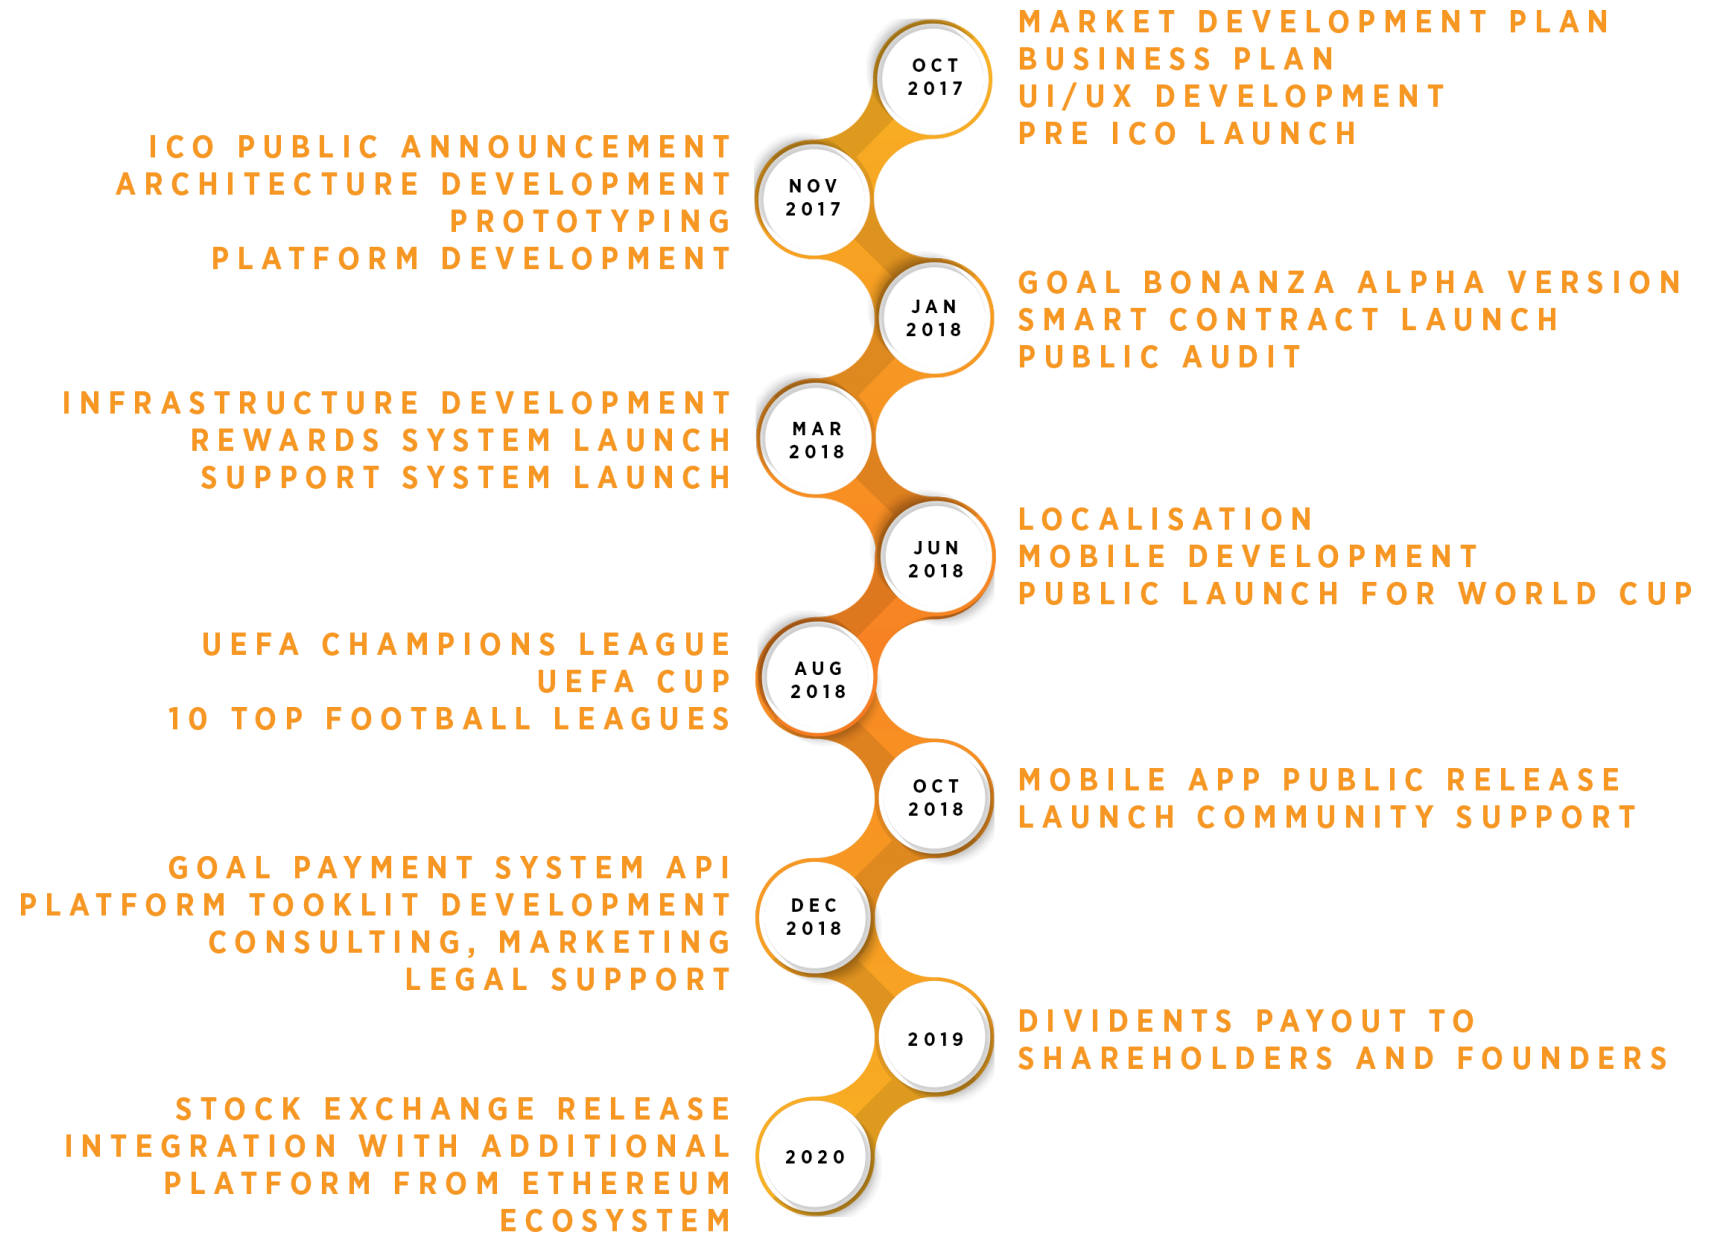 OCT
2017
MARKET DEVELOPMENT PLAN
BUSINESS PLAN
UI/UX DEVELOPMENT
PRE ICO LAUNCH
ICO PUBLIC ANNOUNCEMENT
ARCHITECTURE DEVELOPMENT
PROTOTYPING
PLATFORM DEVELOPMENT
NOV
2017
JAN
2018
GOAL BONANZA ALPHA VERSION
SMART CONTRACT LAUNCH
PUBLIC AUDIT
INFRASTRUCTURE DEVELOPMENT
REWARDS SYSTEM LAUNCH
SUPPORT SYSTEM LAUNCH
MAR
2018
JUN
2018
LOCALISATION
MOBILE DEVELOPMENT
PUBLIC LAUNCH FOR WORLD CUP
UEFA CHAMPIONS LEAGUE
UEFA CUP
10 TOP FOOTBALL LEAGUES
AUG
2018
OCT
2018
MOBILE APP PUBLIC RELEASE
LAUNCH COMMUNITY SUPPORT
GOAL PAYMENT SYSTEM API
PLATFORM TOOKLIT DEVELOPMENT
CONSULTING, MARKETING
LEGAL SUPPORT
DEC
2018
2019
DIVIDENTS PAYOUT TO
SHAREHOLDERS AND FOUNDERS
STOCK EXCHANGE RELEASE
INTEGRATION WITH ADDITIONAL
PLATFORM FROM ETHEREUM
ECOSYSTEM
2020